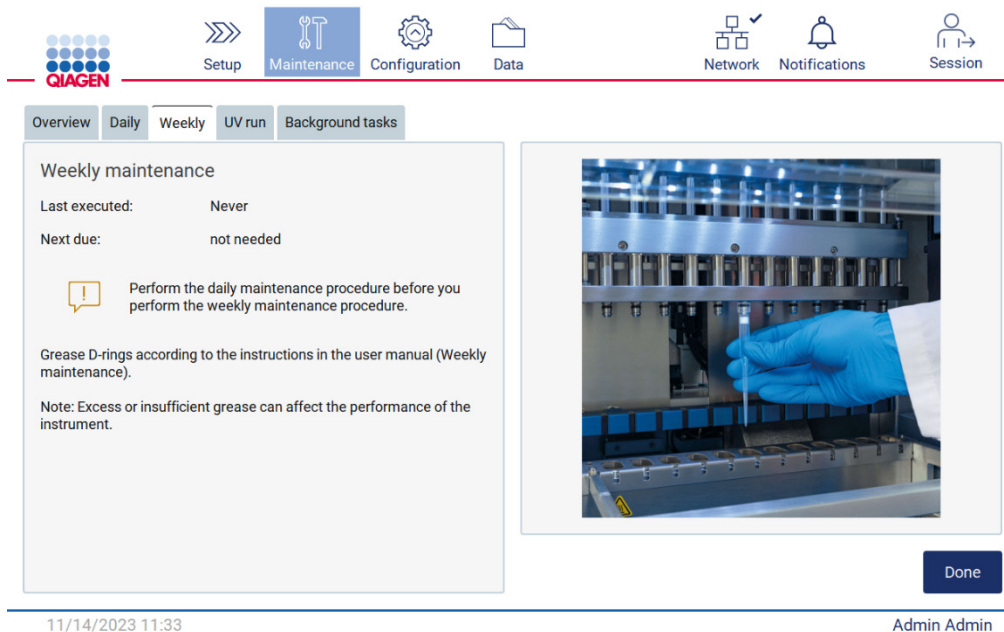 QIAGEN
Setup
Maintenance
Configuration
Data
Network
Notifications
Session
Overview
Daily
Weekly
UV run
Background tasks
Weekly maintenance
Last executed: Never
Next due: not needed
Perform the daily maintenance procedure before you
perform the weekly maintenance procedure.
Grease D-rings according to the instructions in the user manual (Weekly
maintenance).
Note: Excess or insufficient grease can affect the performance of the
instrument.
Done
11/14/2023 11:33
Admin Admin